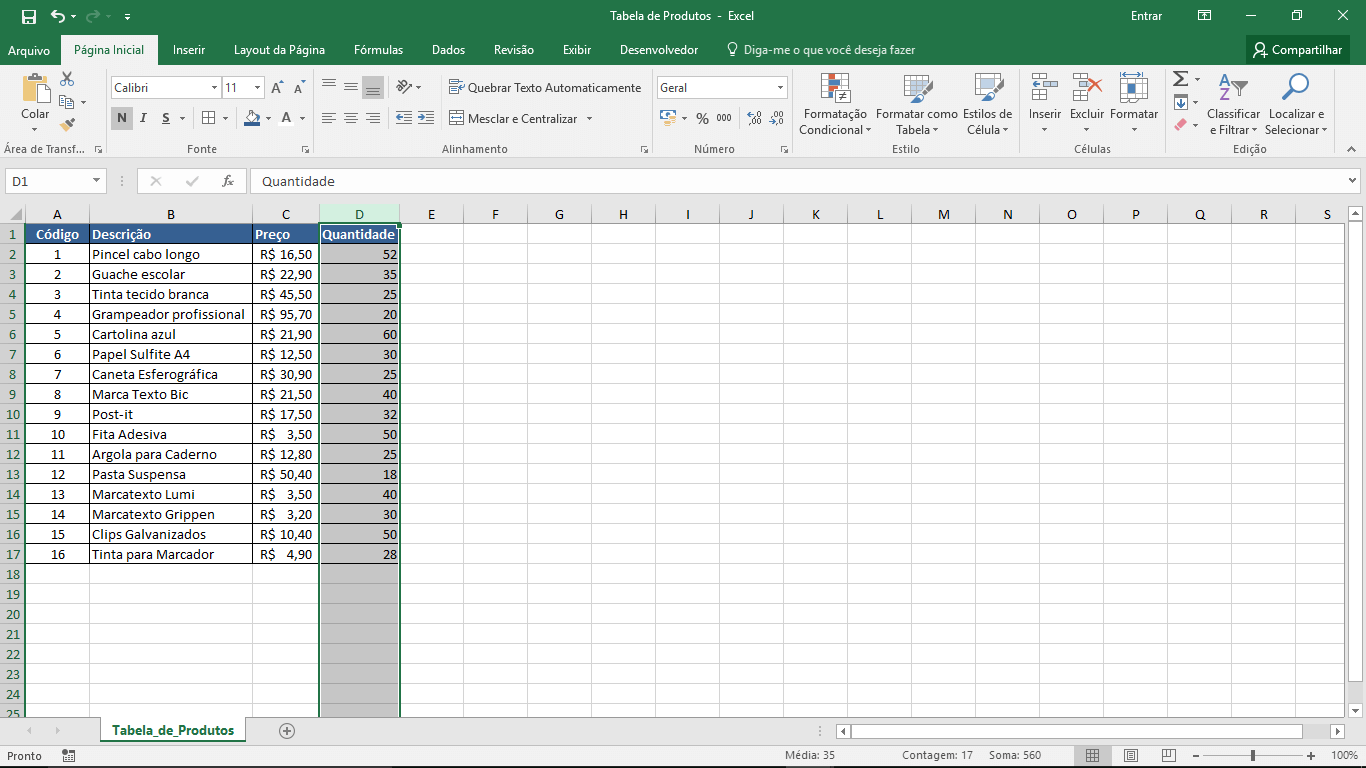 Tabela de Produtos - Excel
Entrar
Arquivo Página Inicial Inserir Layout da Página Fórmulas Dados Revisão Exibir Desenvolvedor Diga-me o que você deseja fazer Compartilhar
Colar
Calibri 11
N I S A
Quebrar Texto Automaticamente
Mesclar e Centralizar
Geral
% 000
Formatação Condicional
Formatar como Tabela
Estilos de Célula
Inserir Excluir Formatar
Classificar e Filtrar
Localizar e Selecionar
Área de Transf... Fonte Alinhamento Número Estilo Células Edição
D1 fx Quantidade
A B C D E F G H I J K L M N O P Q R S
1 Código Descrição Preço Quantidade
2 1 Pincel cabo longo R$ 16,50 52
3 2 Guache escolar R$ 22,90 35
4 3 Tinta tecido branca R$ 45,50 25
5 4 Grampeador profissional R$ 95,70 20
6 5 Cartolina azul R$ 21,90 60
7 6 Papel Sulfite A4 R$ 12,50 30
8 7 Caneta Esferográfica R$ 30,90 25
9 8 Marca Texto Bic R$ 21,50 40
10 9 Post-it R$ 17,50 32
11 10 Fita Adesiva R$ 3,50 50
12 11 Argola para Caderno R$ 12,80 25
13 12 Pasta Suspensa R$ 50,40 18
14 13 Marcatexto Lumi R$ 3,50 40
15 14 Marcatexto Grippen R$ 3,20 30
16 15 Clips Galvanizados R$ 10,40 50
17 16 Tinta para Marcador R$ 4,90 28
18
19
20
21
22
23
24
25
Tabela_de_Produtos
Pronto Média: 35 Contagem: 17 Soma: 560 100%